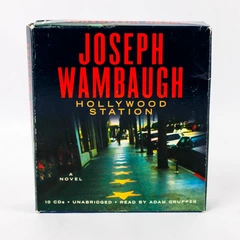 JOSEPH
WAMBAUGH
HOLLYWOOD
STATION
A
NOVEL
10 CDs • UNABRIDGED • READ BY ADAM GRUPPER